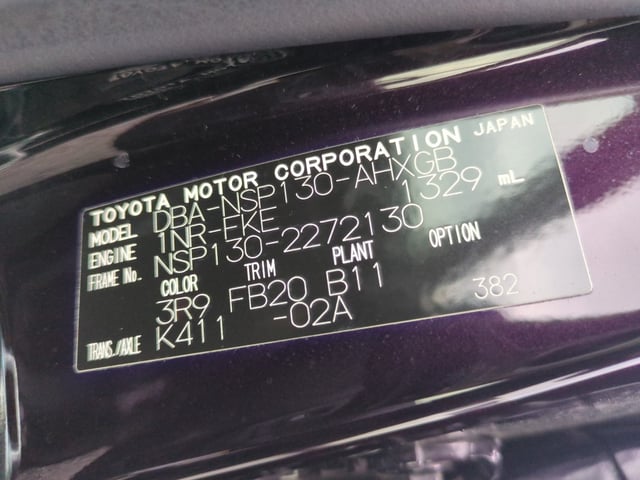 TOYOTA MOTOR CORPORATION JAPAN
MODEL DBA-NSP130-AHXGB
ENGINE 1NR-FKE 1329 mL
FRAME No. NSP130-2272130
COLOR TRIM PLANT OPTION
3R9 FB20 B11 382
TRANS./AXLE K411 -02A